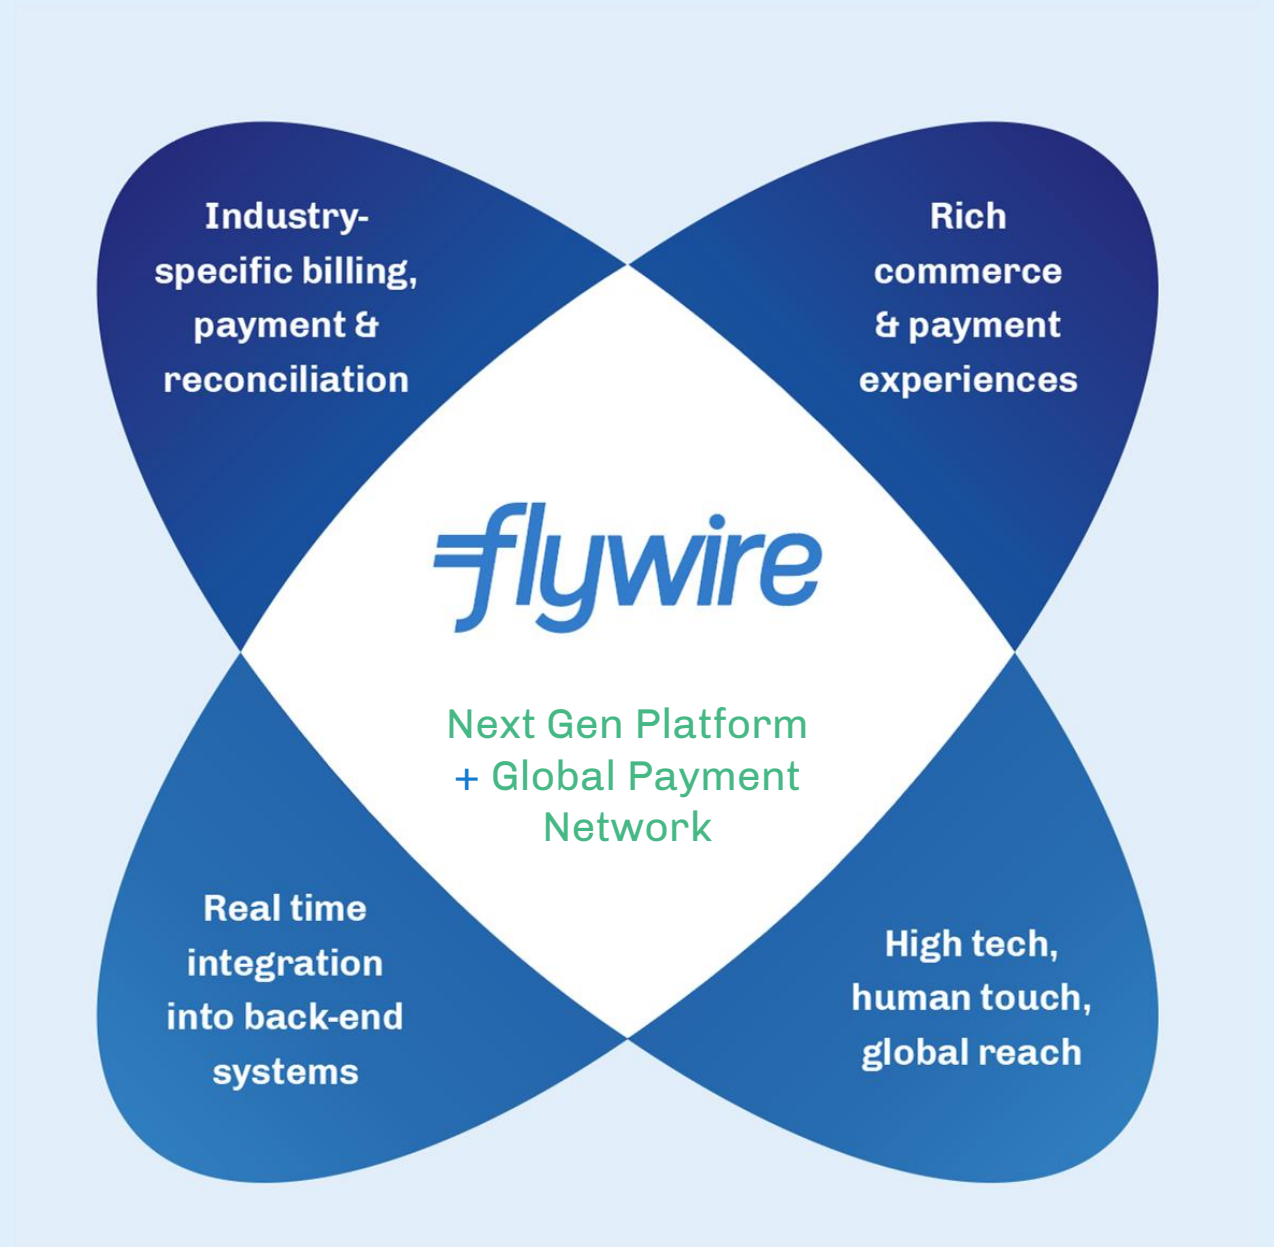 Industry-
specific billing,
payment &
reconciliation
Rich
commerce
& payment
experiences
flywire
Next Gen Platform
+ Global Payment
Network
Real time
integration
into back-end
systems
High tech,
human touch,
global reach